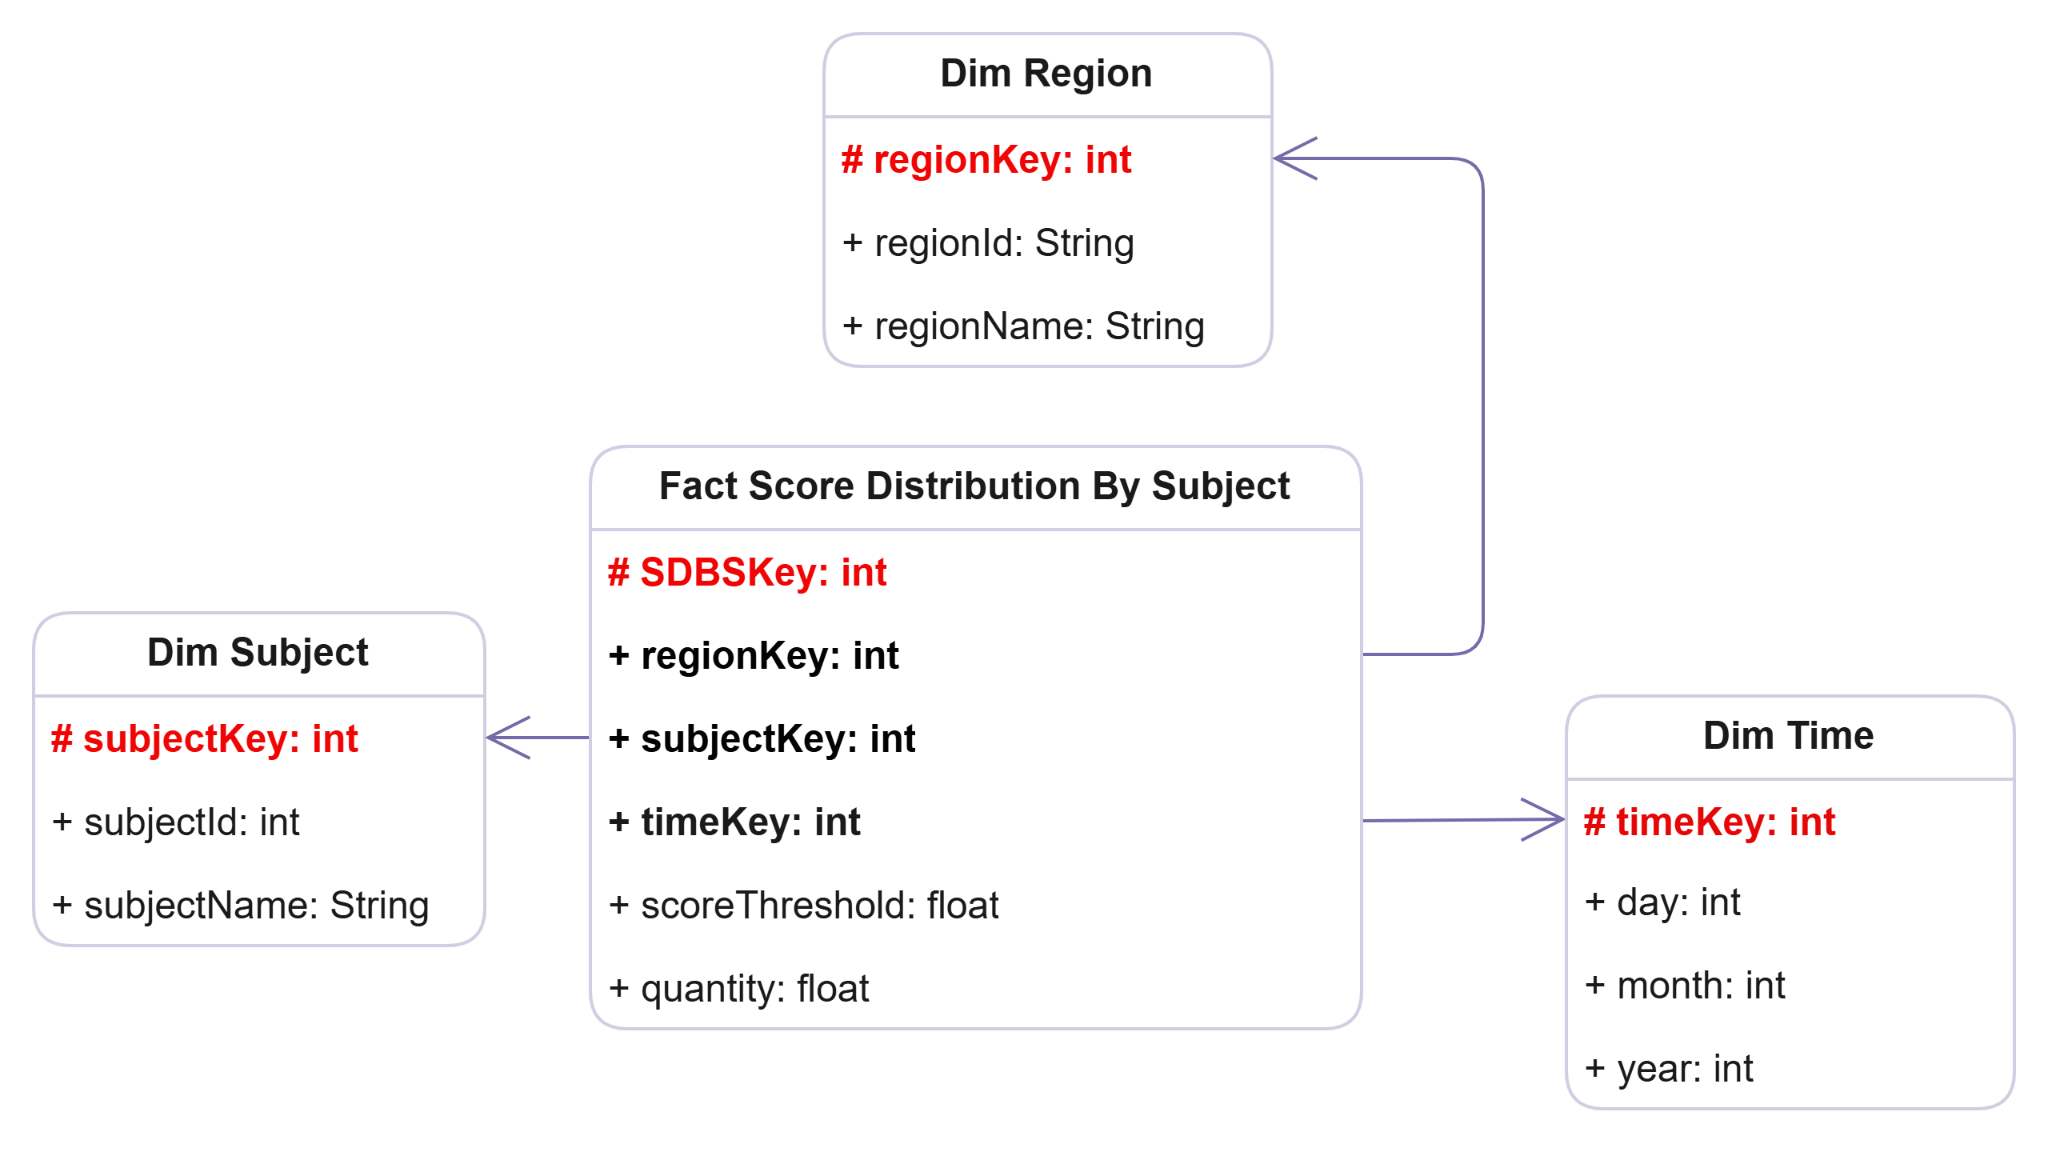 Dim Region
# regionKey: int
+ regionId: String
+ regionName: String
Fact Score Distribution By Subject
# SDBSKey: int
+ regionKey: int
+ subjectKey: int
+ timeKey: int
+ scoreThreshold: float
+ quantity: float
Dim Subject
# subjectKey: int
+ subjectId: int
+ subjectName: String
Dim Time
# timeKey: int
+ day: int
+ month: int
+ year: int